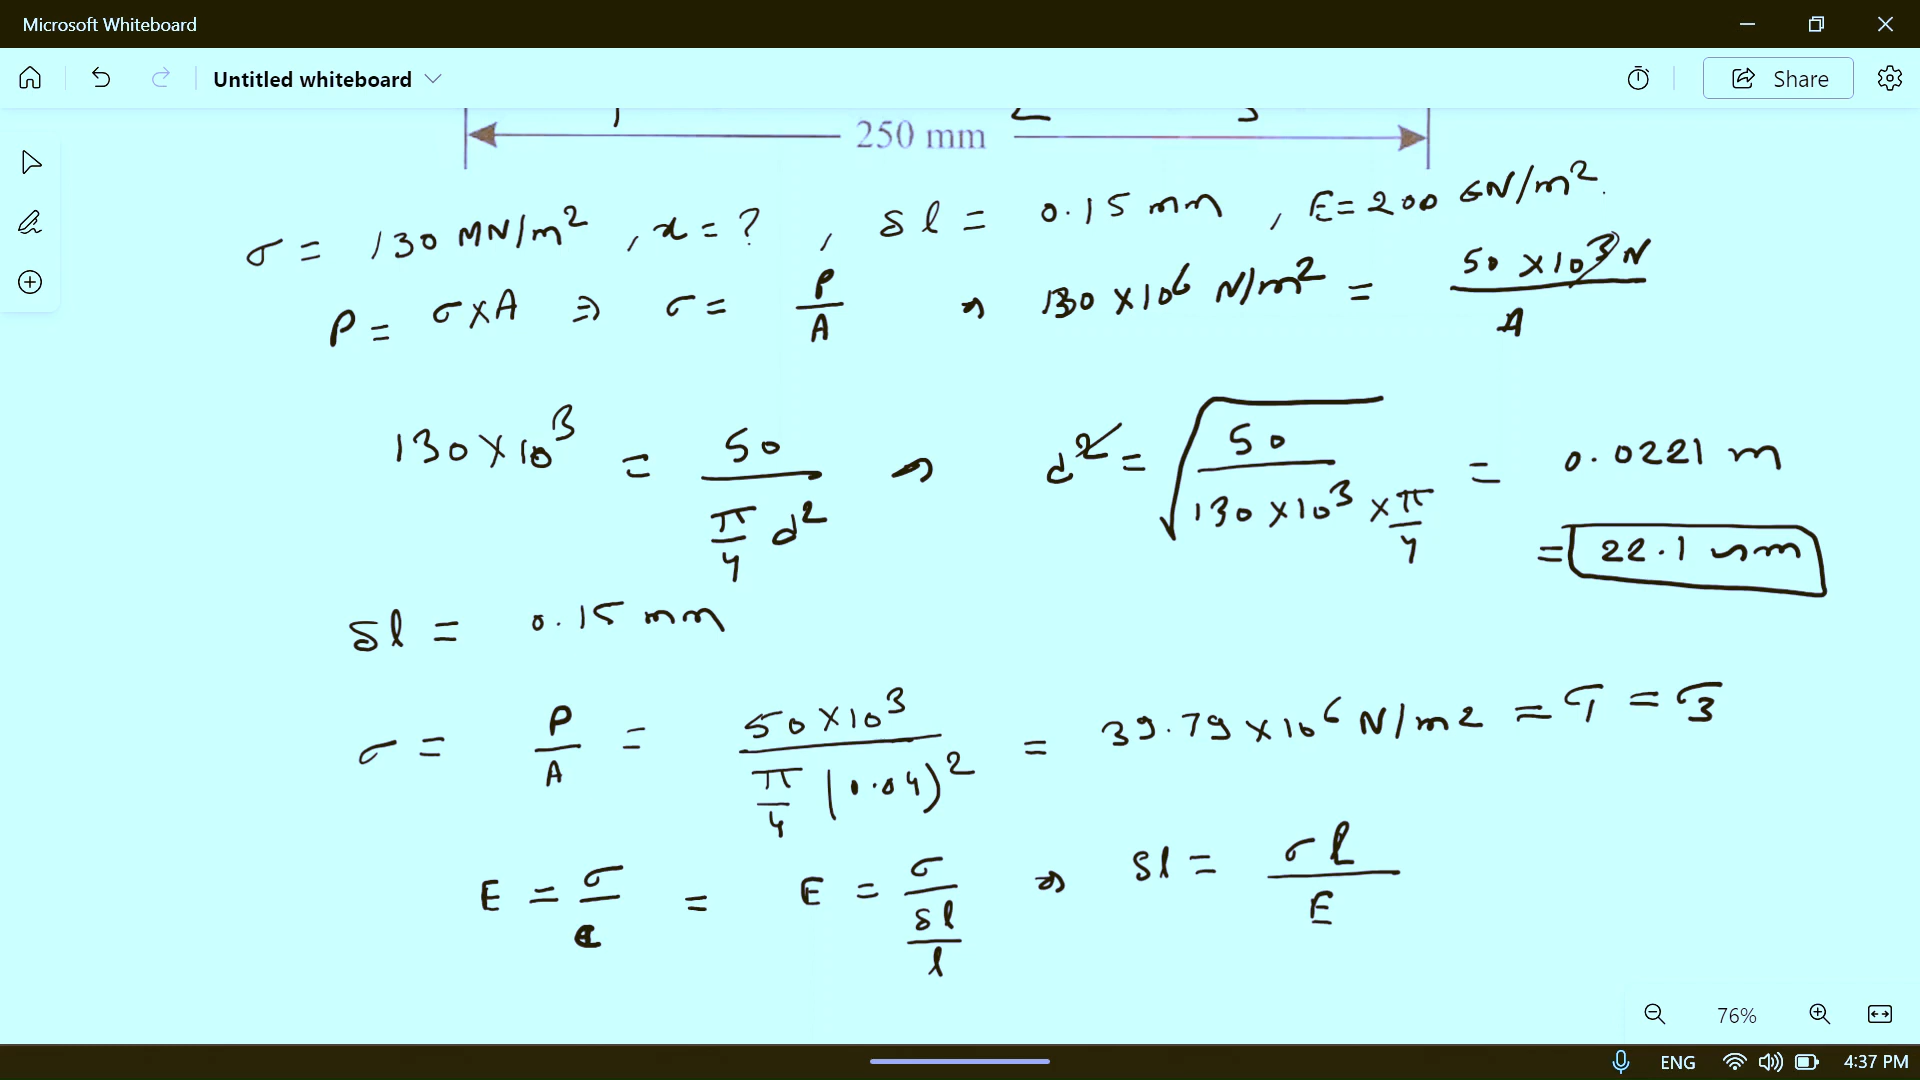 Microsoft Whiteboard
Untitled whiteboard
Share
250 mm
σ = 130 MN/m², x = ?, δl = 0.15 mm, E = 200 GN/m².
P = σ × A ⇒ σ = P/A ⇒ 130 × 10⁶ N/m² = 50 × 10³ N / A
130 × 10³ = 50 / (π/4 d²) ⇒ d² = √(50 / (130 × 10³ × π/4)) = 0.0221 m
= 22.1 mm
δl = 0.15 mm
σ = P/A = 50 × 10³ / (π/4 (0.04)²) = 39.79 × 10⁶ N/m2 = σ1 = σ3
E = σ/e = E = σ / (δl/l) ⇒ δl = σl / E
76%
ENG 4:37 PM